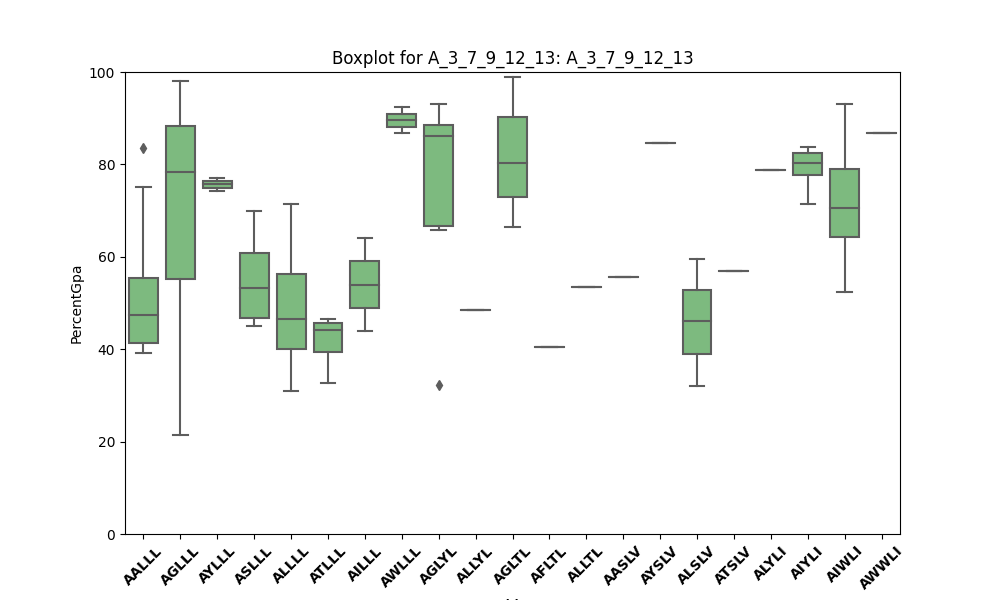 Boxplot for A_3_7_9_12_13: A_3_7_9_12_13
PercentGpa
100
80
60
40
20
0
AALLL
AGLLL
AYLLL
ASLLL
ALLLL
ATLLL
AILLL
AWLLL
AGLYL
ALLYL
AGLTL
AFLTL
ALLTL
AASLV
AYSLV
ALSLV
ATSLV
ALYLI
AIYLI
AIWLI
AWWLI